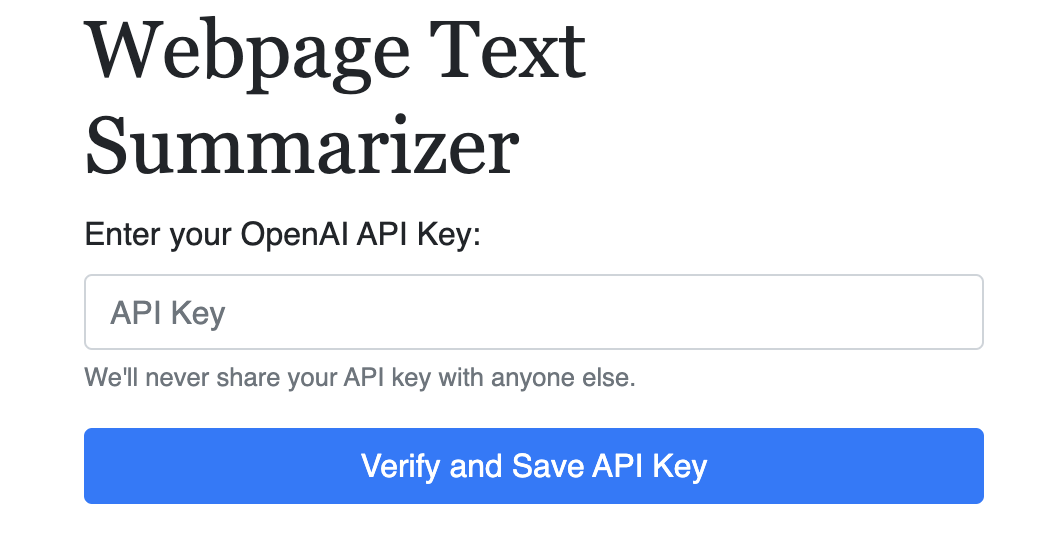 Webpage Text
Summarizer
Enter your OpenAI API Key:
API Key
We'll never share your API key with anyone else.
Verify and Save API Key